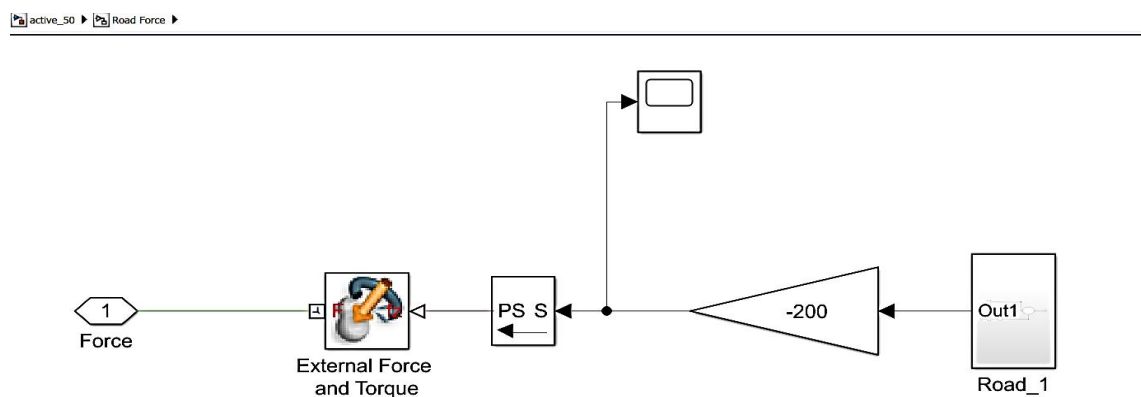 active_50 Road Force
1
Force
External Force
and Torque
PS S
-200
Out1
Road_1